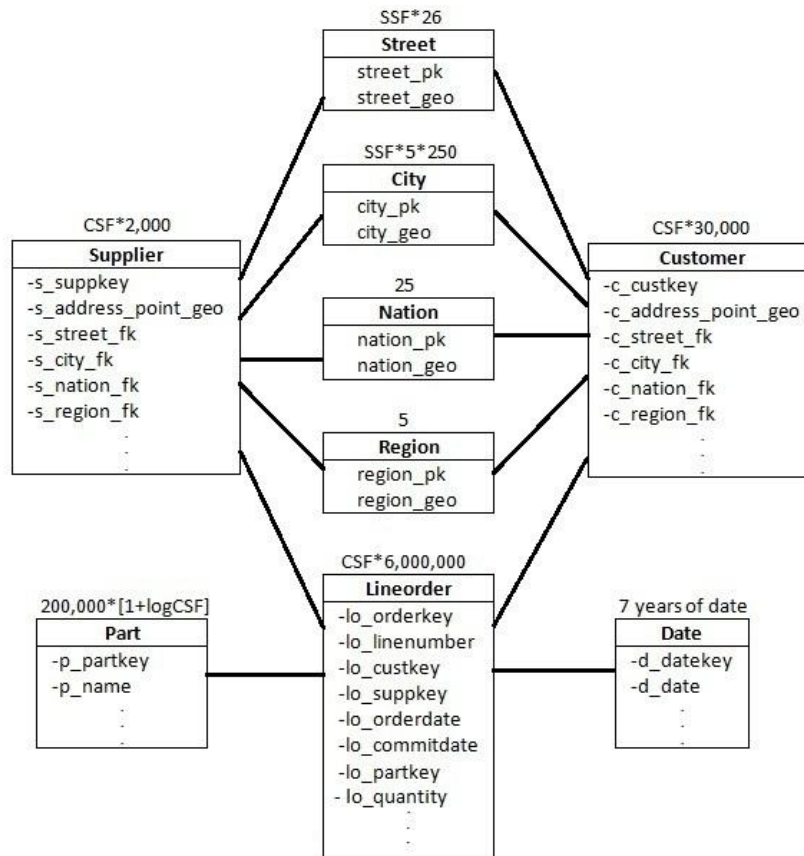 SSF*26
Street
street_pk
street_geo
SSF*5*250
City
city_pk
city_geo
CSF*2,000
Supplier
-s_suppkey
-s_address_point_geo
-s_street_fk
-s_city_fk
-s_nation_fk
-s_region_fk
.
.
.
25
Nation
nation_pk
nation_geo
5
Region
region_pk
region_geo
CSF*30,000
Customer
-c_custkey
-c_address_point_geo
-c_street_fk
-c_city_fk
-c_nation_fk
-c_region_fk
.
.
.
200,000*[1+logCSF]
Part
-p_partkey
-p_name
.
.
.
CSF*6,000,000
Lineorder
-lo_orderkey
-lo_linenumber
-lo_custkey
-lo_suppkey
-lo_orderdate
-lo_commitdate
-lo_partkey
- lo_quantity
.
.
.
7 years of date
Date
-d_datekey
-d_date
.
.
.